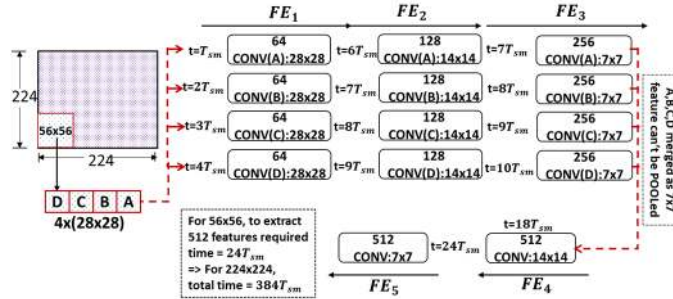 FE₁ FE₂ FE₃
t=Tₛₘ 64 CONV(A):28x28 t=6Tₛₘ 128 CONV(A):14x14 t=7Tₛₘ 256 CONV(A):7x7
t=2Tₛₘ 64 CONV(B):28x28 t=7Tₛₘ 128 CONV(B):14x14 t=8Tₛₘ 256 CONV(B):7x7
t=3Tₛₘ 64 CONV(C):28x28 t=8Tₛₘ 128 CONV(C):14x14 t=9Tₛₘ 256 CONV(C):7x7
t=4Tₛₘ 64 CONV(D):28x28 t=9Tₛₘ 128 CONV(D):14x14 t=10Tₛₘ 256 CONV(D):7x7
224
56x56
224
D C B A
4x(28x28)
A,B,C,D merged as 7x7
feature can't be POOLed
For 56x56, to extract
512 features required
time = 24Tₛₘ
=> For 224x224,
total time = 384Tₛₘ
t=18Tₛₘ
512
CONV:7x7
t=24Tₛₘ
512
CONV:14x14
FE₅ FE₄